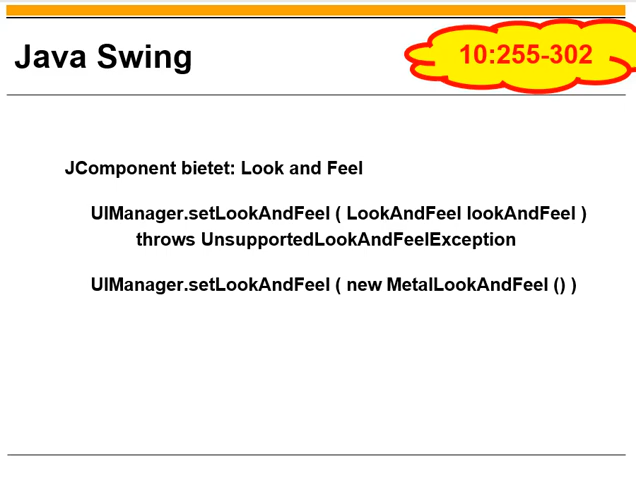 Java Swing
10:255-302
JComponent bietet: Look and Feel
UIManager.setLookAndFeel ( LookAndFeel lookAndFeel )
throws UnsupportedLookAndFeelException
UIManager.setLookAndFeel ( new MetalLookAndFeel () )